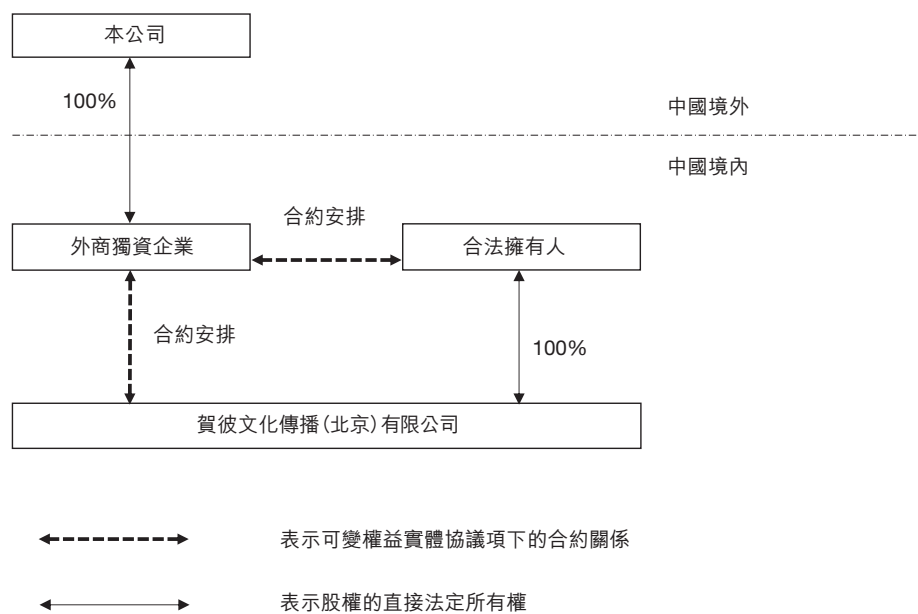 本公司
100%
中國境外
中國境內
合約安排
外商獨資企業
合法擁有人
合約安排
100%
賀彼文化傳播(北京)有限公司
表示可變權益實體協議項下的合約關係
表示股權的直接法定所有權